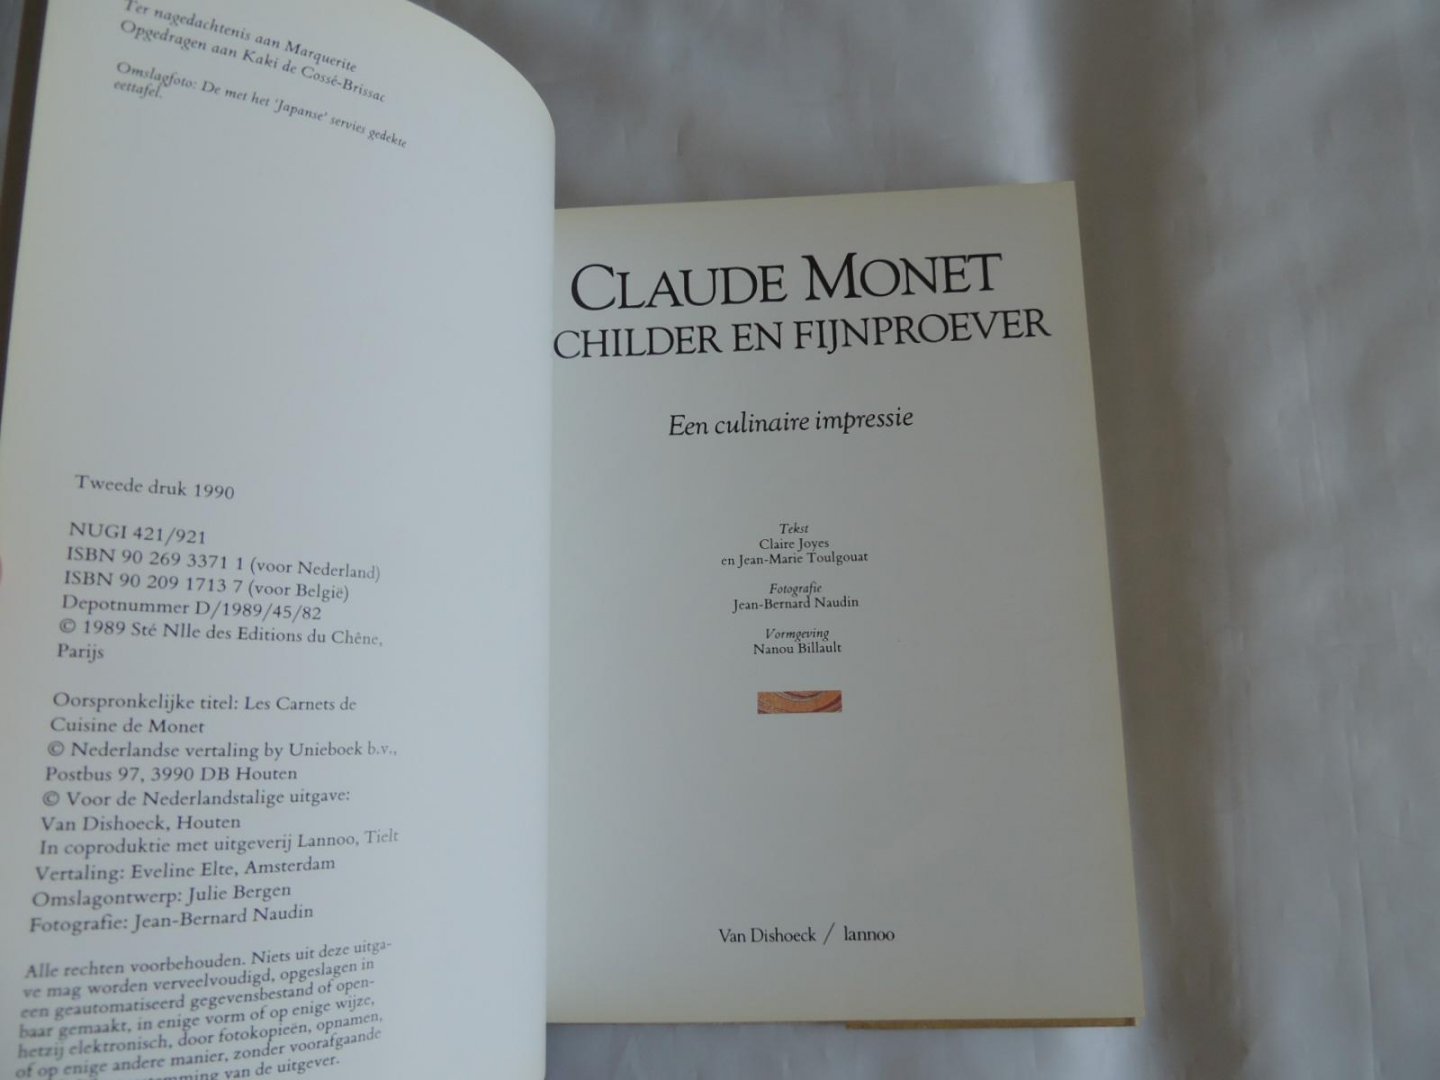 Ter nagedachtenis aan Marquerite
Opgedragen aan Kaki de Cossé-Brissac
Omslagfoto: De met het 'Japanse' servies gedekte
eettafel.
Tweede druk 1990
NUGI 421/921
ISBN 90 269 3371 1 (voor Nederland)
ISBN 90 209 1713 7 (voor België)
Depotnummer D/1989/45/82
© 1989 Sté Nlle des Editions du Chêne,
Parijs
Oorspronkelijke titel: Les Carnets de
Cuisine de Monet
© Nederlandse vertaling by Unieboek b.v.,
Postbus 97, 3990 DB Houten
© Voor de Nederlandstalige uitgave:
Van Dishoeck, Houten
In coproduktie met uitgeverij Lannoo, Tielt
Vertaling: Eveline Elte, Amsterdam
Omslagontwerp: Julie Bergen
Fotografie: Jean-Bernard Naudin
Alle rechten voorbehouden. Niets uit deze uitga-
ve mag worden verveelvoudigd, opgeslagen in
een geautomatiseerd gegevensbestand of open-
baar gemaakt, in enige vorm of op enige wijze,
hetzij elektronisch, door fotokopieën, opnamen,
of op enige andere manier, zonder voorafgaande
van de uitgever.
CLAUDE MONET
CHILDER EN FIJNPROEVER
Een culinaire impressie
Tekst
Claire Joyes
en Jean-Marie Toulgouat
Fotografie
Jean-Bernard Naudin
Vormgeving
Nanou Billault
Van Dishoeck / lannoo